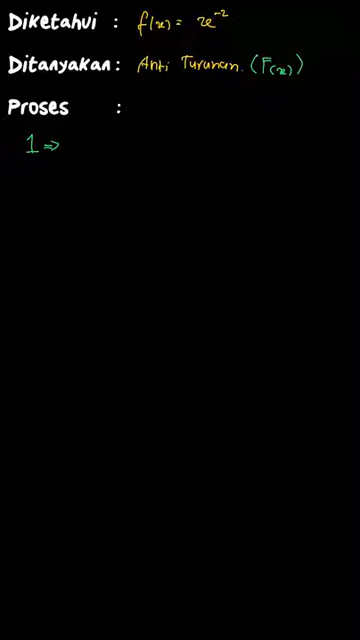 Diketahui : f(x) = x⁻²
Ditanyakan : Anti Turunan. (F(x))
Proses :
1 ⇒